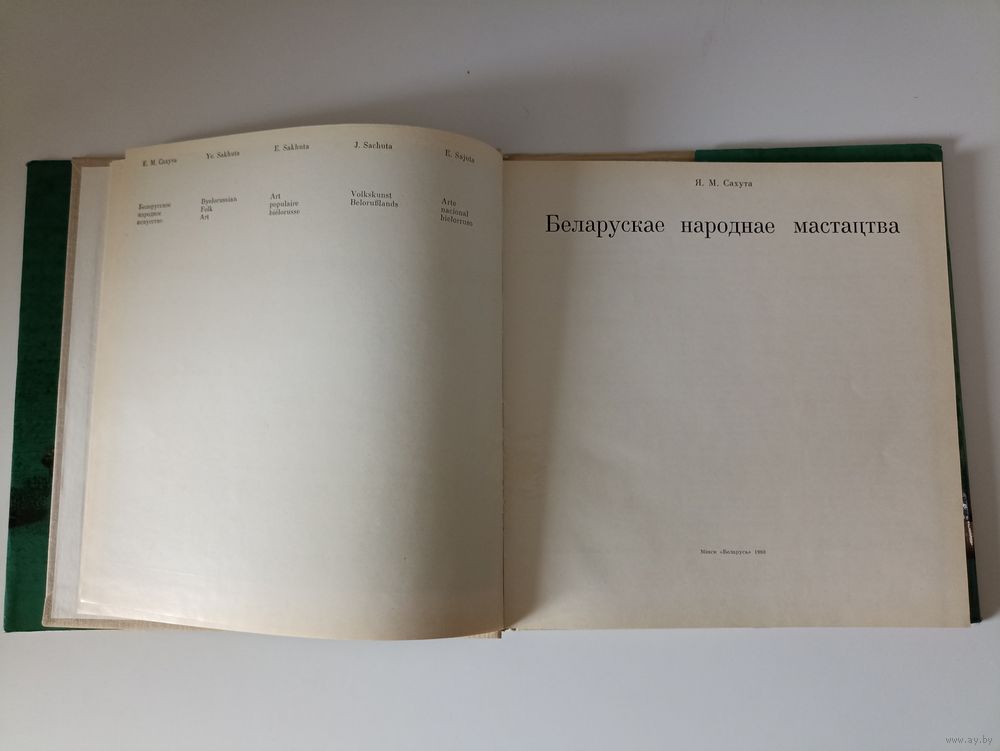 Е. М. Сахута
Белорусское
народное
искусство
Ye. Sakhuta
Byelorussian
Folk
Art
E. Sakhuta
Art
populaire
biélorusse
J. Sachuta
Volkskunst
Belorußlands
E. Sajuta
Arte
nacional
bielorruso
Я. М. Сахута
Беларускае народнае мастацтва
Мінск «Беларусь» 1980
www.ay.by